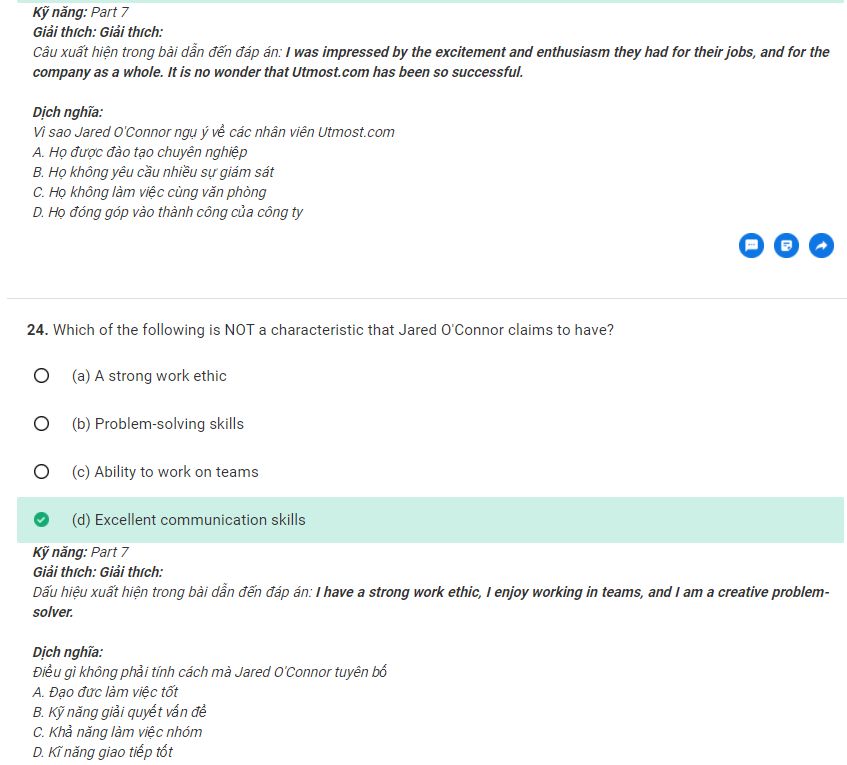 Kỹ năng: Part 7
Giải thích: Giải thích:
Câu xuất hiện trong bài dẫn đến đáp án: I was impressed by the excitement and enthusiasm they had for their jobs, and for the
company as a whole. It is no wonder that Utmost.com has been so successful.
Dịch nghĩa:
Vì sao Jared O'Connor ngụ ý về các nhân viên Utmost.com
A. Họ được đào tạo chuyên nghiệp
B. Họ không yêu cầu nhiều sự giám sát
C. Họ không làm việc cùng văn phòng
D. Họ đóng góp vào thành công của công ty
24. Which of the following is NOT a characteristic that Jared O'Connor claims to have?
(a) A strong work ethic
(b) Problem-solving skills
(c) Ability to work on teams
(d) Excellent communication skills
Kỹ năng: Part 7
Giải thích: Giải thích:
Dấu hiệu xuất hiện trong bài dẫn đến đáp án: I have a strong work ethic, I enjoy working in teams, and I am a creative problem-
solver.
Dịch nghĩa:
Điều gì không phải tính cách mà Jared O'Connor tuyên bố
A. Đạo đức làm việc tốt
B. Kỹ năng giải quyết vấn đề
C. Khả năng làm việc nhóm
D. Kĩ năng giao tiếp tốt